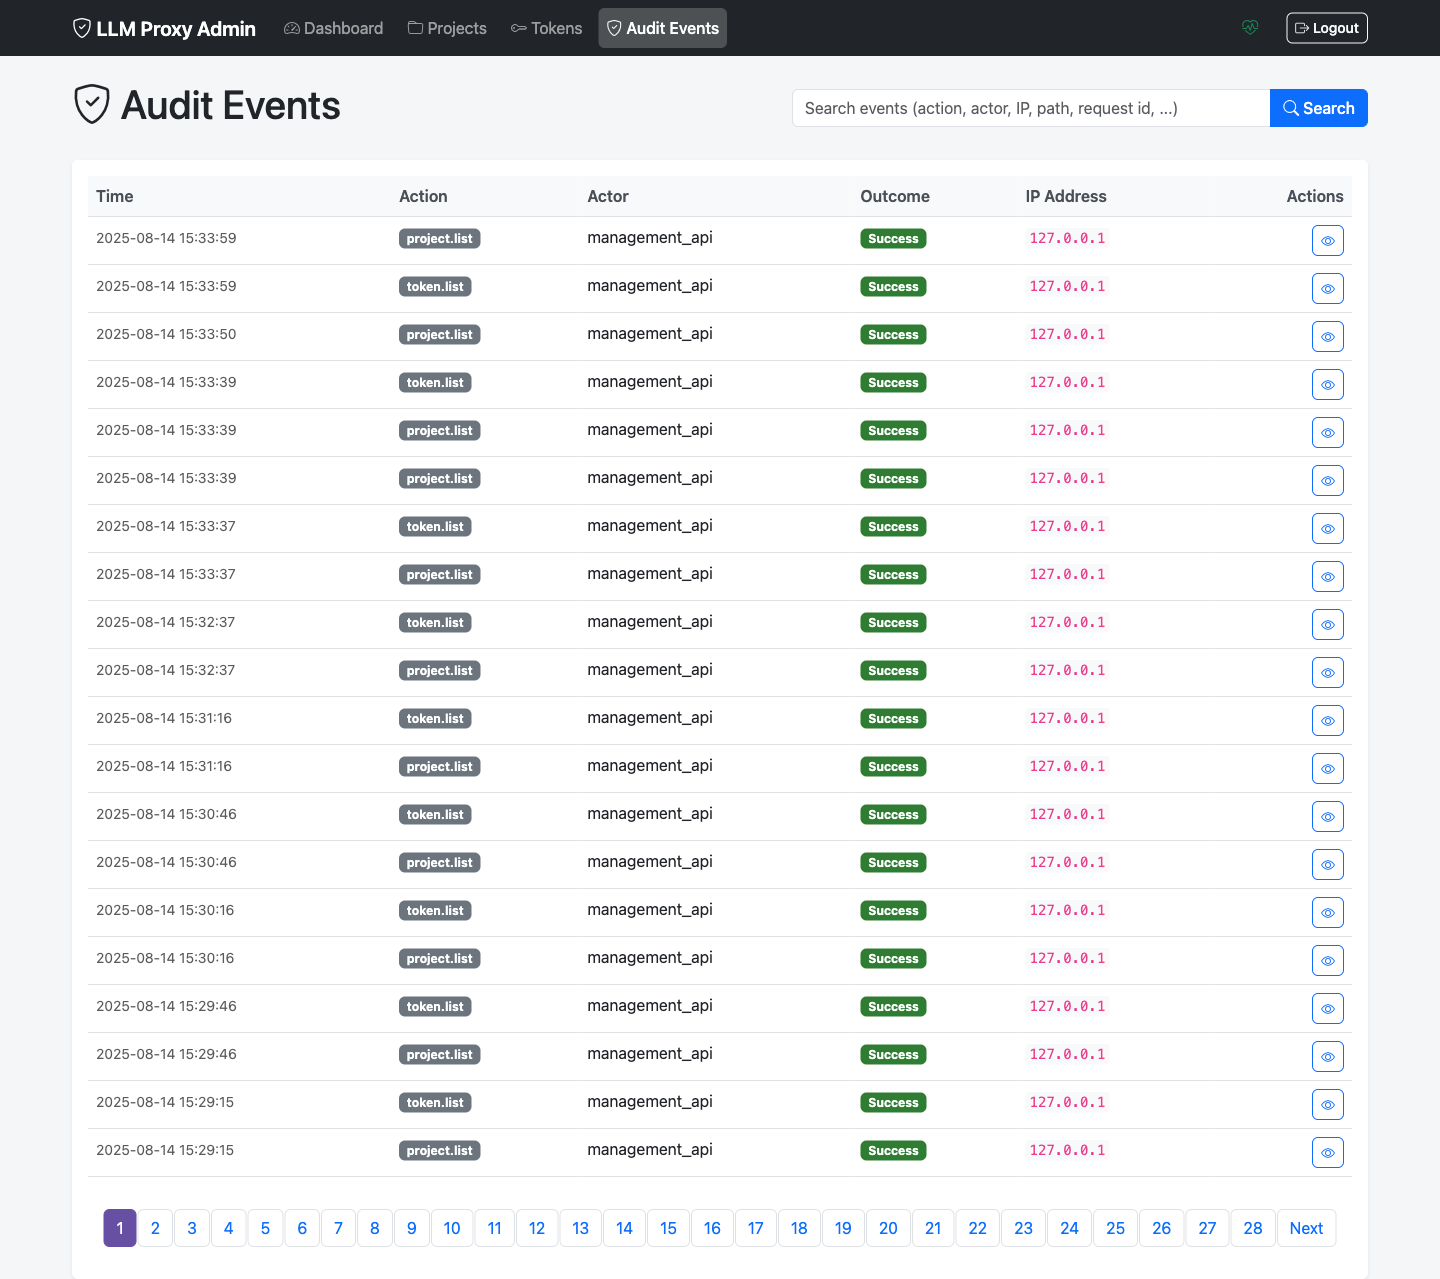 LLM Proxy Admin Dashboard Projects Tokens Audit Events Logout
Audit Events
Search events (action, actor, IP, path, request id, ...) Search
Time Action Actor Outcome IP Address Actions
2025-08-14 15:33:59 project.list management_api Success 127.0.0.1
2025-08-14 15:33:59 token.list management_api Success 127.0.0.1
2025-08-14 15:33:50 project.list management_api Success 127.0.0.1
2025-08-14 15:33:39 token.list management_api Success 127.0.0.1
2025-08-14 15:33:39 project.list management_api Success 127.0.0.1
2025-08-14 15:33:39 project.list management_api Success 127.0.0.1
2025-08-14 15:33:37 token.list management_api Success 127.0.0.1
2025-08-14 15:33:37 project.list management_api Success 127.0.0.1
2025-08-14 15:32:37 token.list management_api Success 127.0.0.1
2025-08-14 15:32:37 project.list management_api Success 127.0.0.1
2025-08-14 15:31:16 token.list management_api Success 127.0.0.1
2025-08-14 15:31:16 project.list management_api Success 127.0.0.1
2025-08-14 15:30:46 token.list management_api Success 127.0.0.1
2025-08-14 15:30:46 project.list management_api Success 127.0.0.1
2025-08-14 15:30:16 token.list management_api Success 127.0.0.1
2025-08-14 15:30:16 project.list management_api Success 127.0.0.1
2025-08-14 15:29:46 token.list management_api Success 127.0.0.1
2025-08-14 15:29:46 project.list management_api Success 127.0.0.1
2025-08-14 15:29:15 token.list management_api Success 127.0.0.1
2025-08-14 15:29:15 project.list management_api Success 127.0.0.1
1 2 3 4 5 6 7 8 9 10 11 12 13 14 15 16 17 18 19 20 21 22 23 24 25 26 27 28 Next